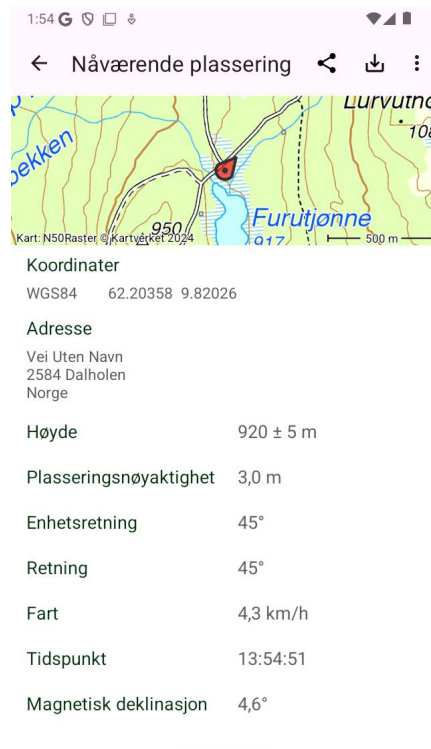 1:54 G
Nåværende plassering
bekken
950
Furutjønne
917
Kart: N50Raster © Kartverket 2024
500 m
Koordinater
WGS84 62.20358 9.82026
Adresse
Vei Uten Navn
2584 Dalholen
Norge
Høyde 920 ± 5 m
Plasseringsnøyaktighet 3,0 m
Enhetsretning 45°
Retning 45°
Fart 4,3 km/h
Tidspunkt 13:54:51
Magnetisk deklinasjon 4,6°